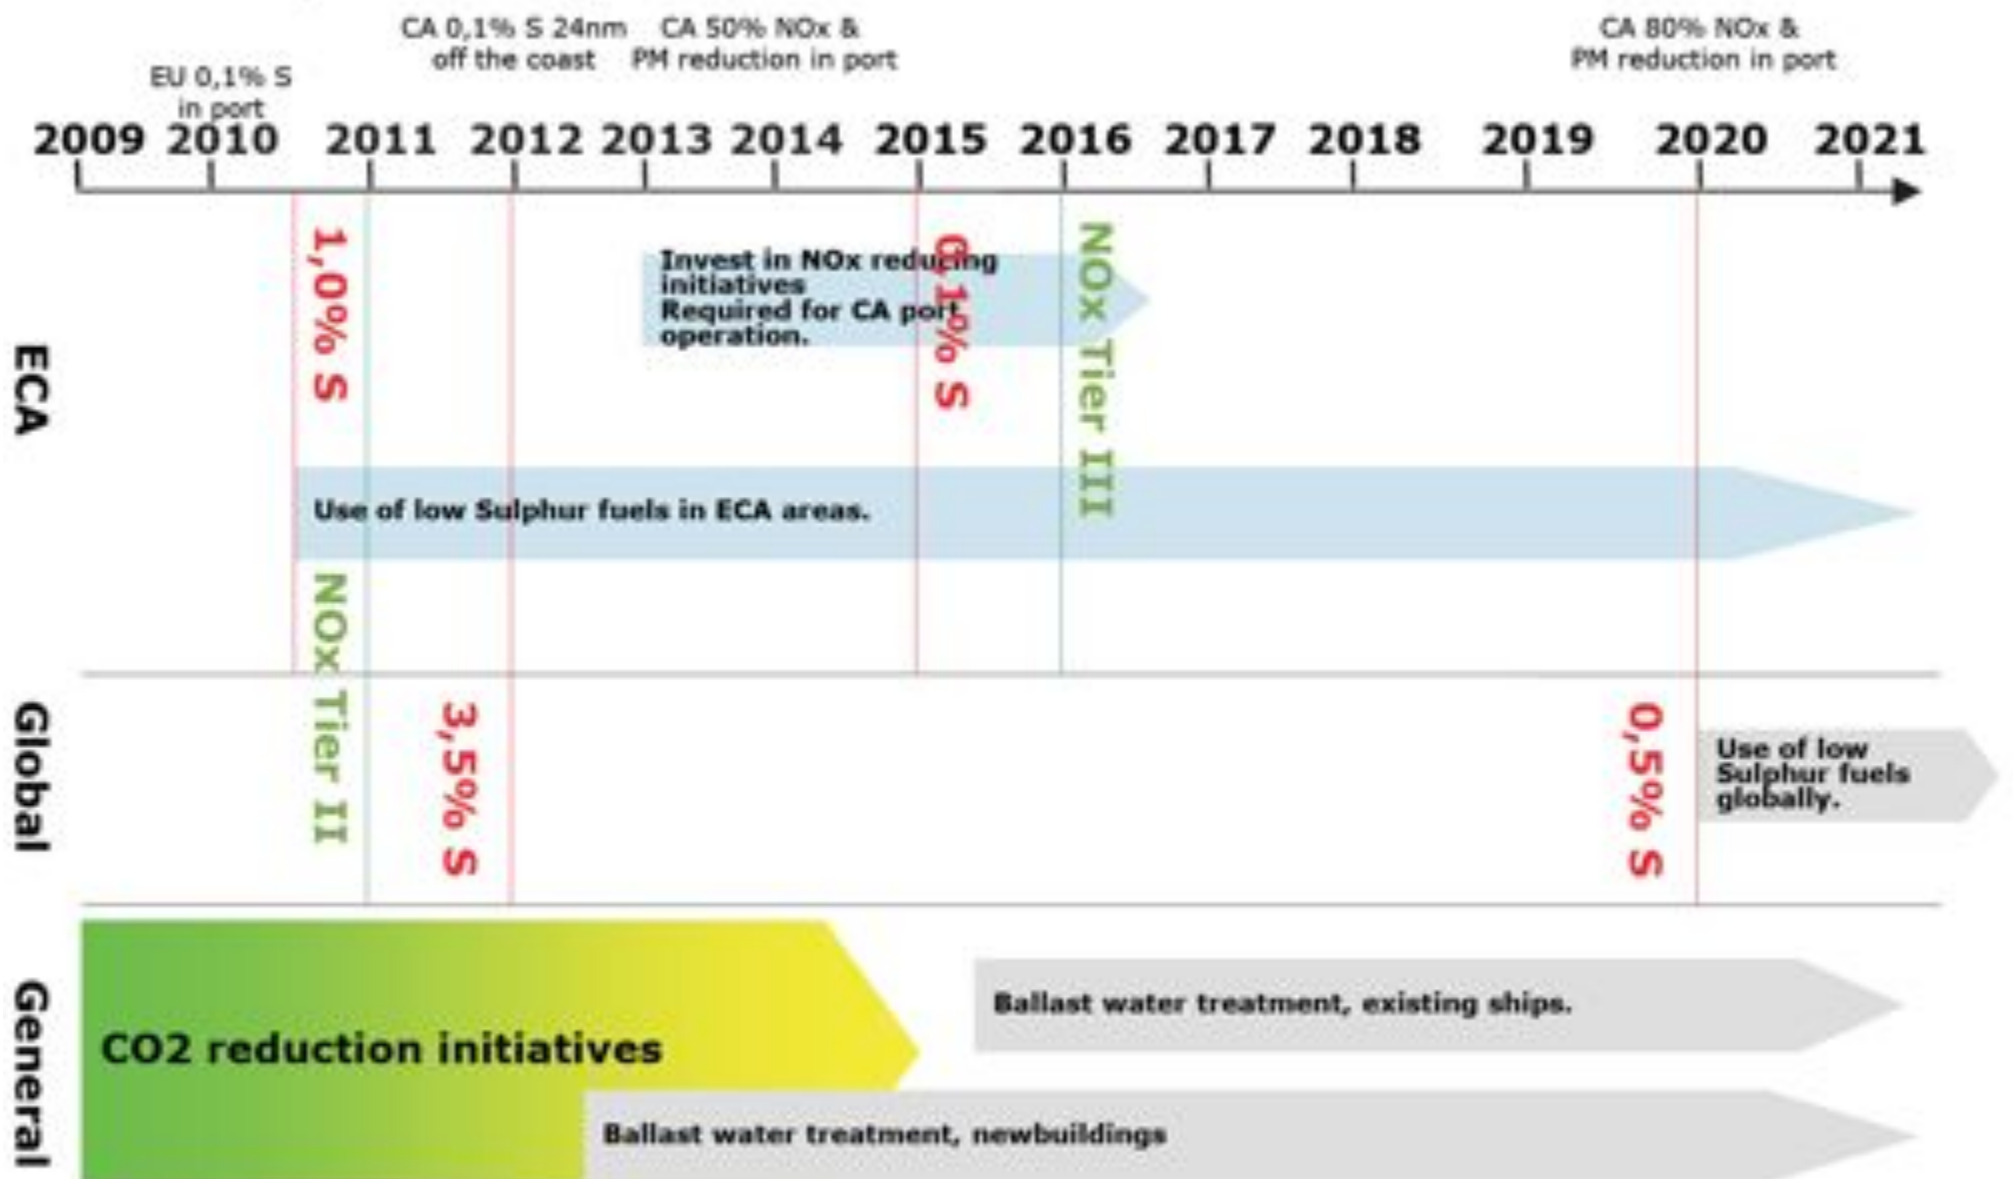 CA 0,1% S 24nm
off the coast
CA 50% NOx &
PM reduction in port
CA 80% NOx &
PM reduction in port
EU 0,1% S
in port
2009 2010 2011 2012 2013 2014 2015 2016 2017 2018 2019 2020 2021
ECA
1,0% S
Invest in NOx reducing
initiatives
Required for CA port
operation.
0,1% S
NOx Tier III
Use of low Sulphur fuels in ECA areas.
NOx Tier II
Global
3,5% S
0,5% S
Use of low
Sulphur fuels
globally.
General
CO2 reduction initiatives
Ballast water treatment, existing ships.
Ballast water treatment, newbuildings